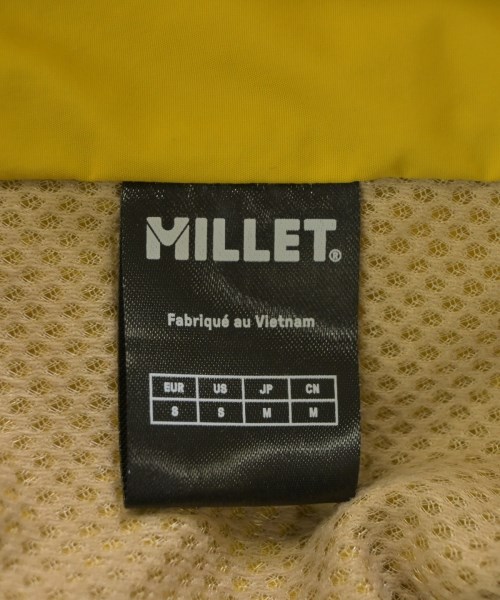 MILLET®
Fabriqué au Vietnam
EUR US JP CN
S S M M